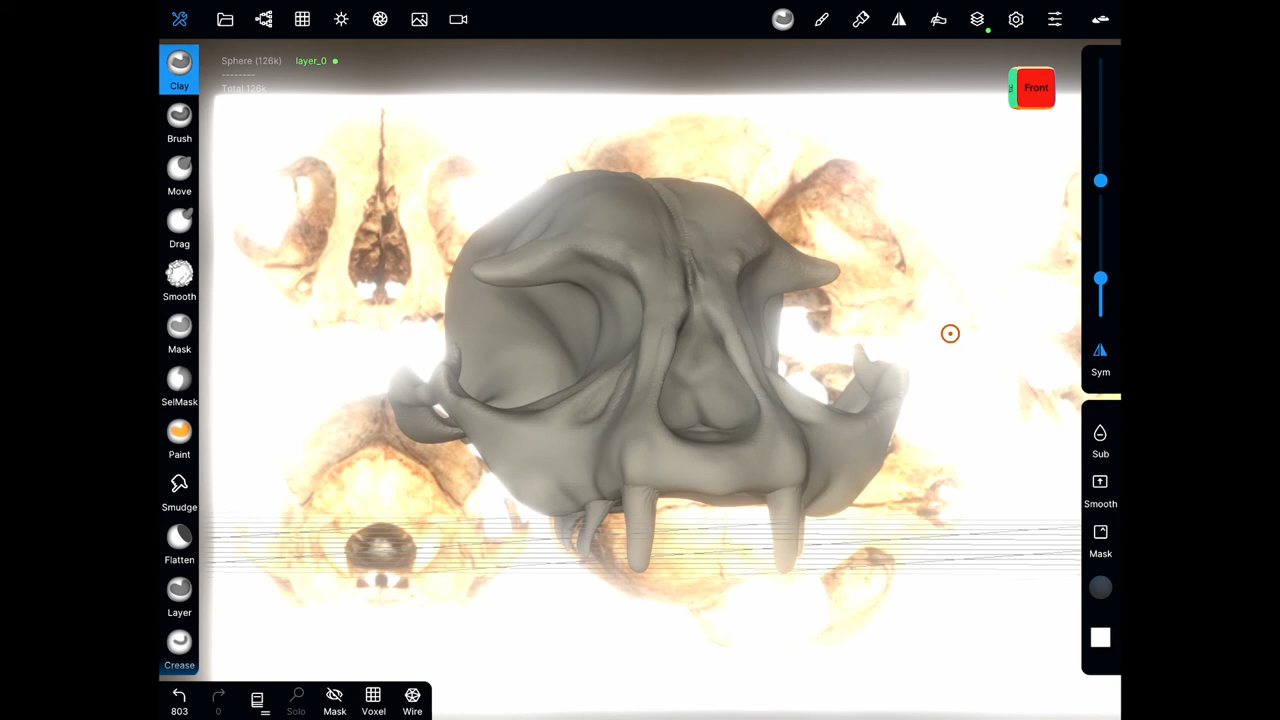 Sphere (126k) layer_0
--------
Total 126k
Front
Clay
Brush
Move
Drag
Smooth
Mask
SelMask
Paint
Smudge
Flatten
Layer
Crease
Sym
Sub
Smooth
Mask
803
0
Solo
Mask
Voxel
Wire